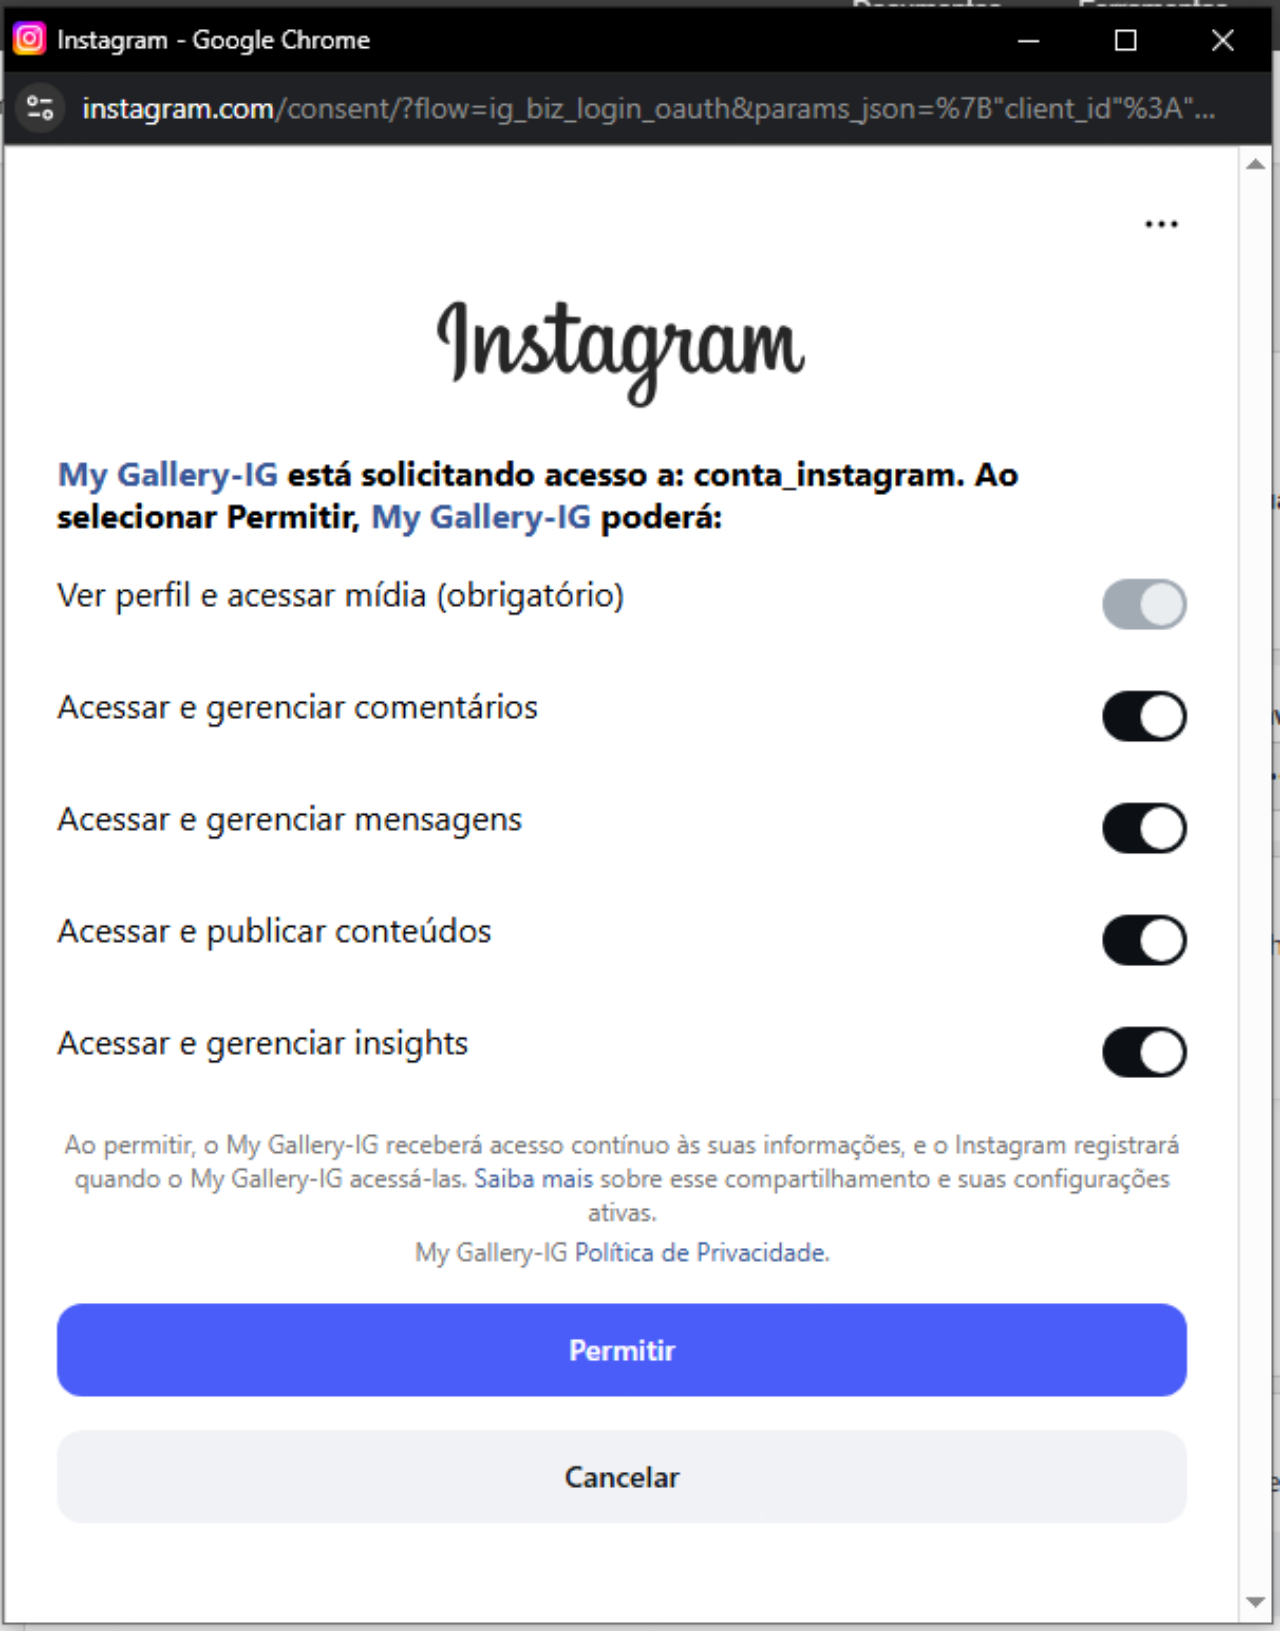 Instagram - Google Chrome
instagram.com/consent/?flow=ig_biz_login_oauth&params_json=%7B"client_id"%3A"...
Instagram
My Gallery-IG está solicitando acesso a: conta_instagram. Ao
selecionar Permitir, My Gallery-IG poderá:
Ver perfil e acessar mídia (obrigatório)
Acessar e gerenciar comentários
Acessar e gerenciar mensagens
Acessar e publicar conteúdos
Acessar e gerenciar insights
Ao permitir, o My Gallery-IG receberá acesso contínuo às suas informações, e o Instagram registrará
quando o My Gallery-IG acessá-las. Saiba mais sobre esse compartilhamento e suas configurações
ativas.
My Gallery-IG Política de Privacidade.
Permitir
Cancelar